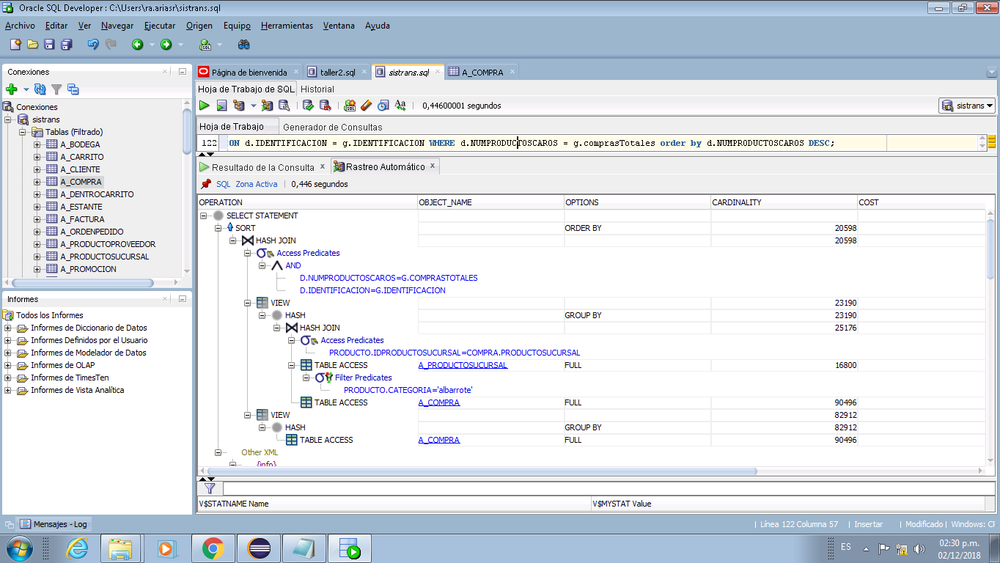 Oracle SQL Developer : C:\Users\ra.ariasr\sistrans.sql
Archivo Editar Ver Navegar Ejecutar Origen Equipo Herramientas Ventana Ayuda
Conexiones
Página de bienvenida taller2.sql sistrans.sql A_COMPRA
Hoja de Trabajo de SQL Historial
0,44600001 segundos sistrans
Hoja de Trabajo Generador de Consultas
122 ON d.IDENTIFICACION = g.IDENTIFICACION WHERE d.NUMPRODUCTOSCAROS = g.comprasTotales order by d.NUMPRODUCTOSCAROS DESC;
Conexiones
sistrans
Tablas (Filtrado)
A_BODEGA
A_CARRITO
A_CLIENTE
A_COMPRA
A_DENTROCARRITO
A_ESTANTE
A_FACTURA
A_ORDENPEDIDO
A_PRODUCTOPROVEEDOR
A_PRODUCTOSUCURSAL
A_PROMOCION
Informes
Todos los Informes
Informes de Diccionario de Datos
Informes Definidos por el Usuario
Informes de Modelador de Datos
Informes de OLAP
Informes de TimesTen
Informes de Vista Analítica
Resultado de la Consulta Rastreo Automático
SQL Zona Activa 0,446 segundos
OPERATION OBJECT_NAME OPTIONS CARDINALITY COST
SELECT STATEMENT
SORT ORDER BY 20598
HASH JOIN 20598
Access Predicates
AND
D.NUMPRODUCTOSCAROS=G.COMPRASTOTALES
D.IDENTIFICACION=G.IDENTIFICACION
VIEW 23190
HASH GROUP BY 23190
HASH JOIN 25176
Access Predicates
PRODUCTO.IDPRODUCTOSUCURSAL=COMPRA.PRODUCTOSUCURSAL
TABLE ACCESS A_PRODUCTOSUCURSAL FULL 16800
Filter Predicates
PRODUCTO.CATEGORIA='albarrote'
TABLE ACCESS A_COMPRA FULL 90496
VIEW 82912
HASH GROUP BY 82912
TABLE ACCESS A_COMPRA FULL 90496
Other XML
{info}
V$STATNAME Name V$MYSTAT Value
Mensajes - Log
Línea 122 Columna 57 Insertar Modificado Windows:
ES 02:30 p.m.
02/12/2018